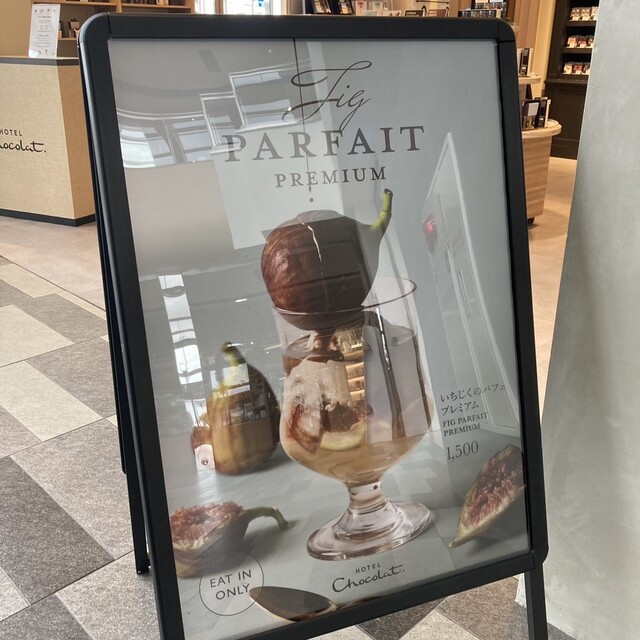 Fig
PARFAIT
PREMIUM
いちじくのパフェ
プレミアム
FIG PARFAIT
PREMIUM
1,500
EAT IN
ONLY
HOTEL
Chocolat.
HOTEL
Chocolat.